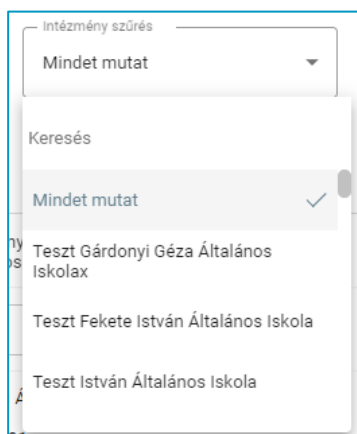 Intézmény szűrés
Mindet mutat
Keresés
Mindet mutat
Teszt Gárdonyi Géza Általános
Iskolax
Teszt Fekete István Általános Iskola
Teszt István Általános Iskola